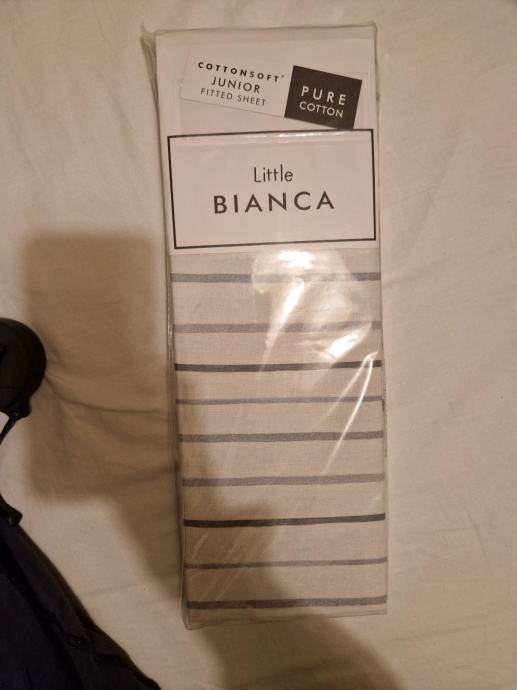 COTTONSOFT®
JUNIOR
FITTED SHEET
PURE
COTTON
Little
BIANCA